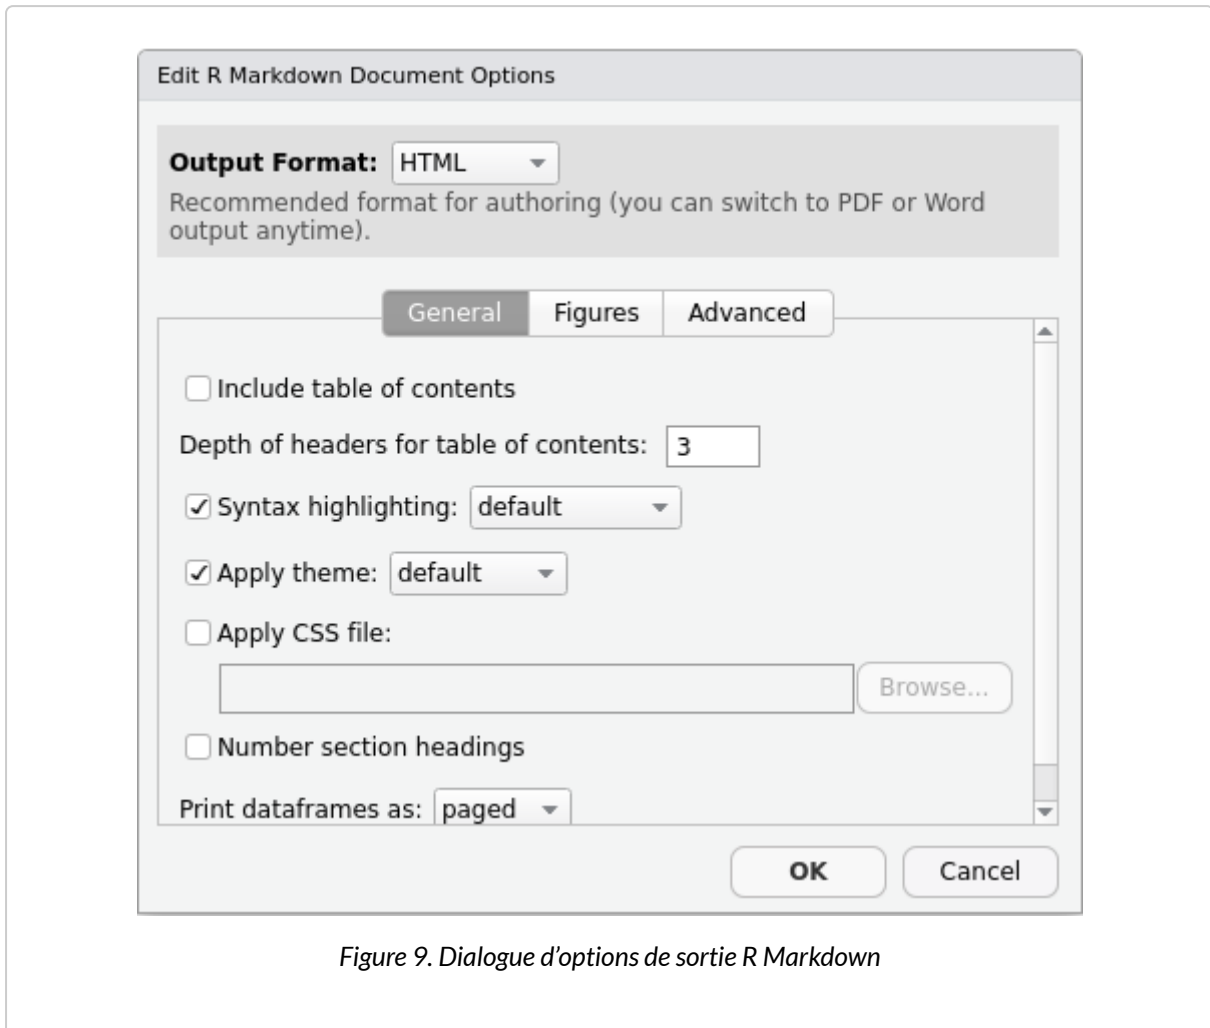 Edit R Markdown Document Options
Output Format: HTML
Recommended format for authoring (you can switch to PDF or Word
output anytime).
General Figures Advanced
Include table of contents
Depth of headers for table of contents: 3
Syntax highlighting: default
Apply theme: default
Apply CSS file:
Browse...
Number section headings
Print dataframes as: paged
OK Cancel
Figure 9. Dialogue d’options de sortie R Markdown